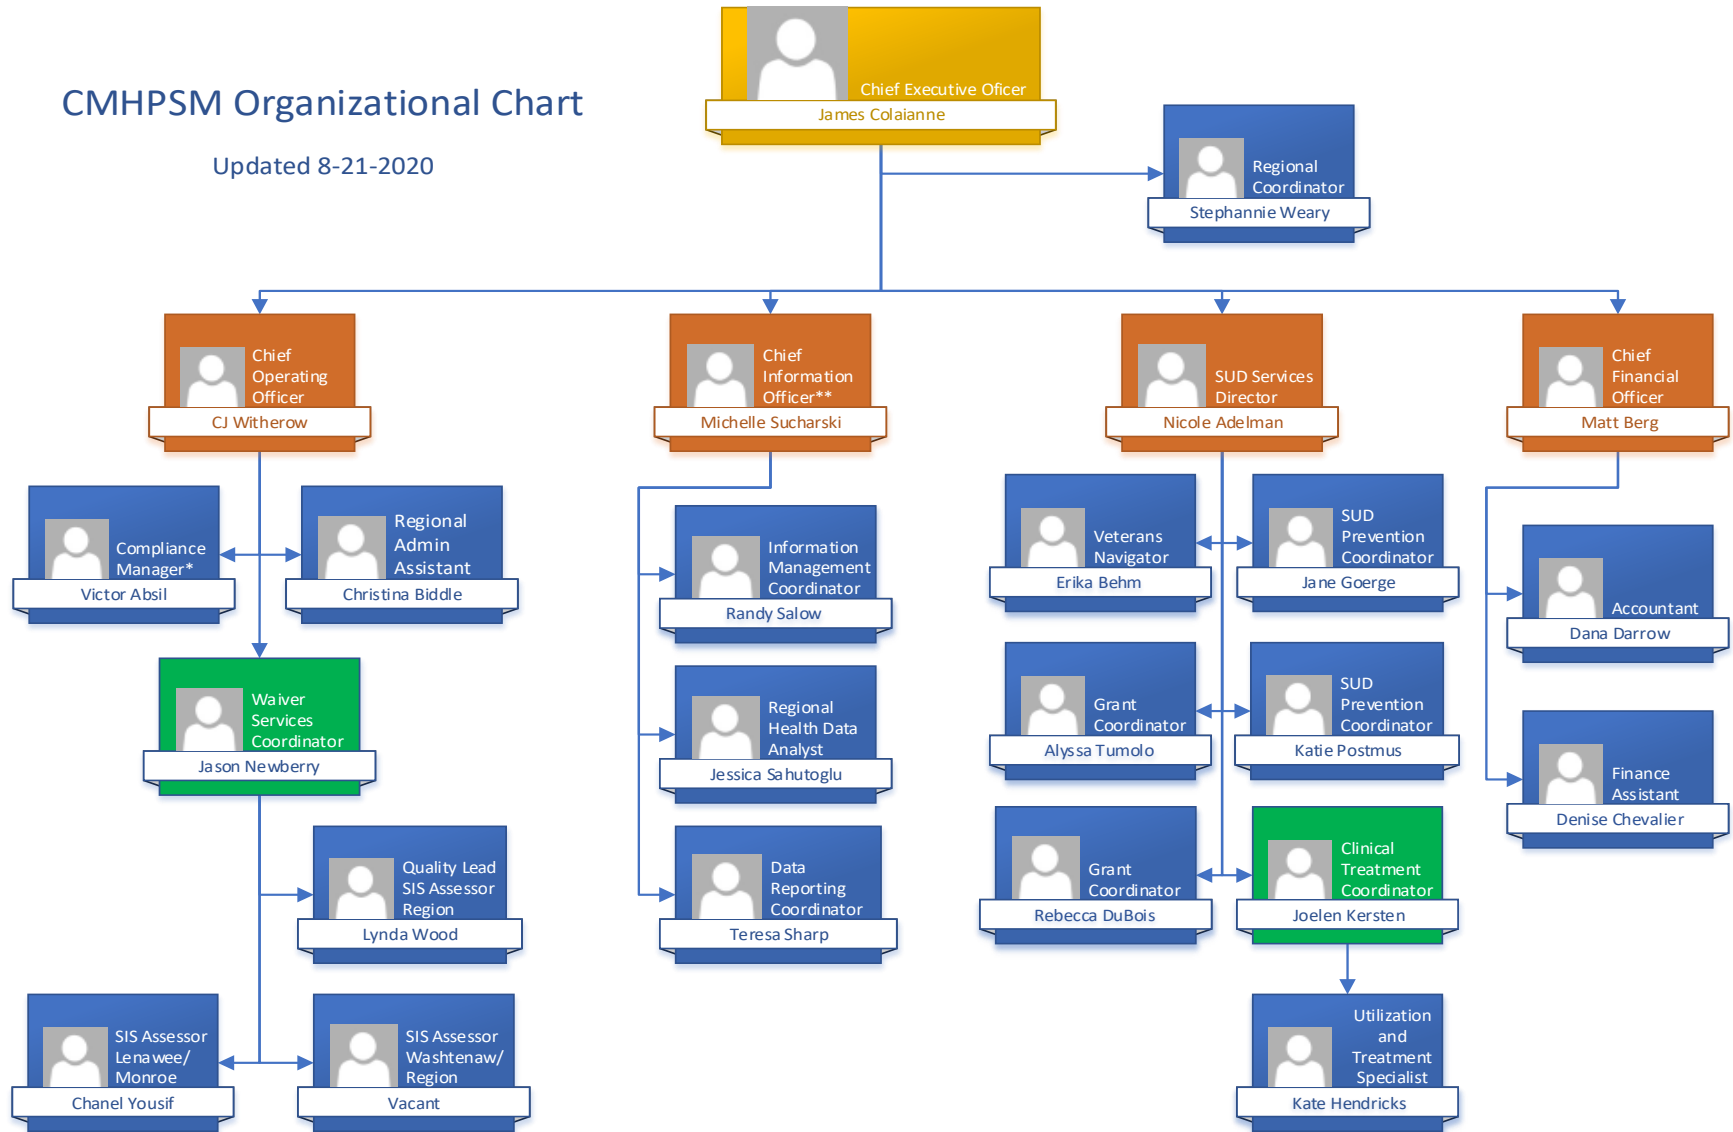 CMHPSM Organizational Chart
Updated 8-21-2020
Chief Executive Oficer
James Colaianne
Regional
Coordinator
Stephannie Weary
Chief
Operating
Officer
CJ Witherow
Chief
Information
Officer**
Michelle Sucharski
SUD Services
Director
Nicole Adelman
Chief
Financial
Officer
Matt Berg
Compliance
Manager*
Victor Absil
Regional
Admin
Assistant
Christina Biddle
Information
Management
Coordinator
Randy Salow
Veterans
Navigator
Erika Behm
SUD
Prevention
Coordinator
Jane Goerge
Accountant
Dana Darrow
Waiver
Services
Coordinator
Jason Newberry
Regional
Health Data
Analyst
Jessica Sahutoglu
Grant
Coordinator
Alyssa Tumolo
SUD
Prevention
Coordinator
Katie Postmus
Finance
Assistant
Denise Chevalier
Quality Lead
SIS Assessor
Region
Lynda Wood
Data
Reporting
Coordinator
Teresa Sharp
Grant
Coordinator
Rebecca DuBois
Clinical
Treatment
Coordinator
Joelen Kersten
SIS Assessor
Lenawee/
Monroe
Chanel Yousif
SIS Assessor
Washtenaw/
Region
Vacant
Utilization
and
Treatment
Specialist
Kate Hendricks